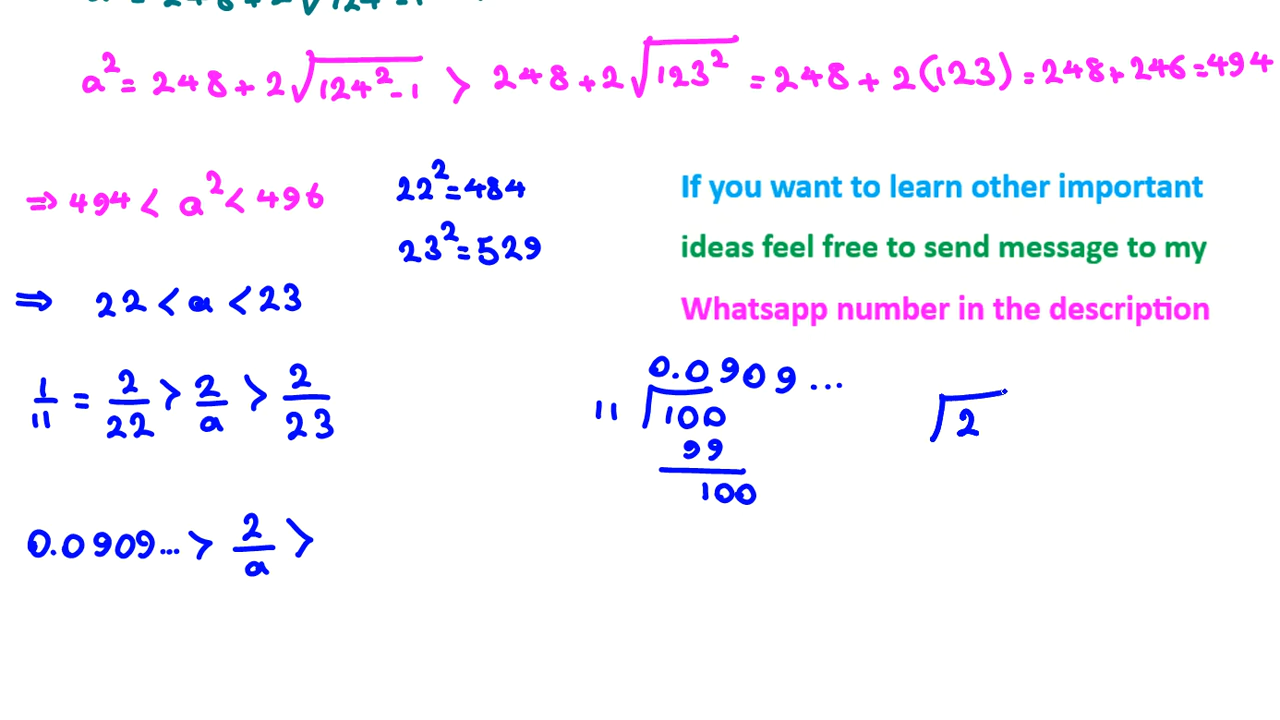 a² = 248 + 2√(124² - 1) > 248 + 2√(123²) = 248 + 2(123) = 248 + 246 = 494
⇒ 494 < a² < 496
22² = 484
23² = 529
If you want to learn other important
ideas feel free to send message to my
Whatsapp number in the description
⇒ 22 < a < 23
1/11 = 2/22 > 2/a > 2/23
0.0909...
11 √100
99
100
√2
0.0909... > 2/a >